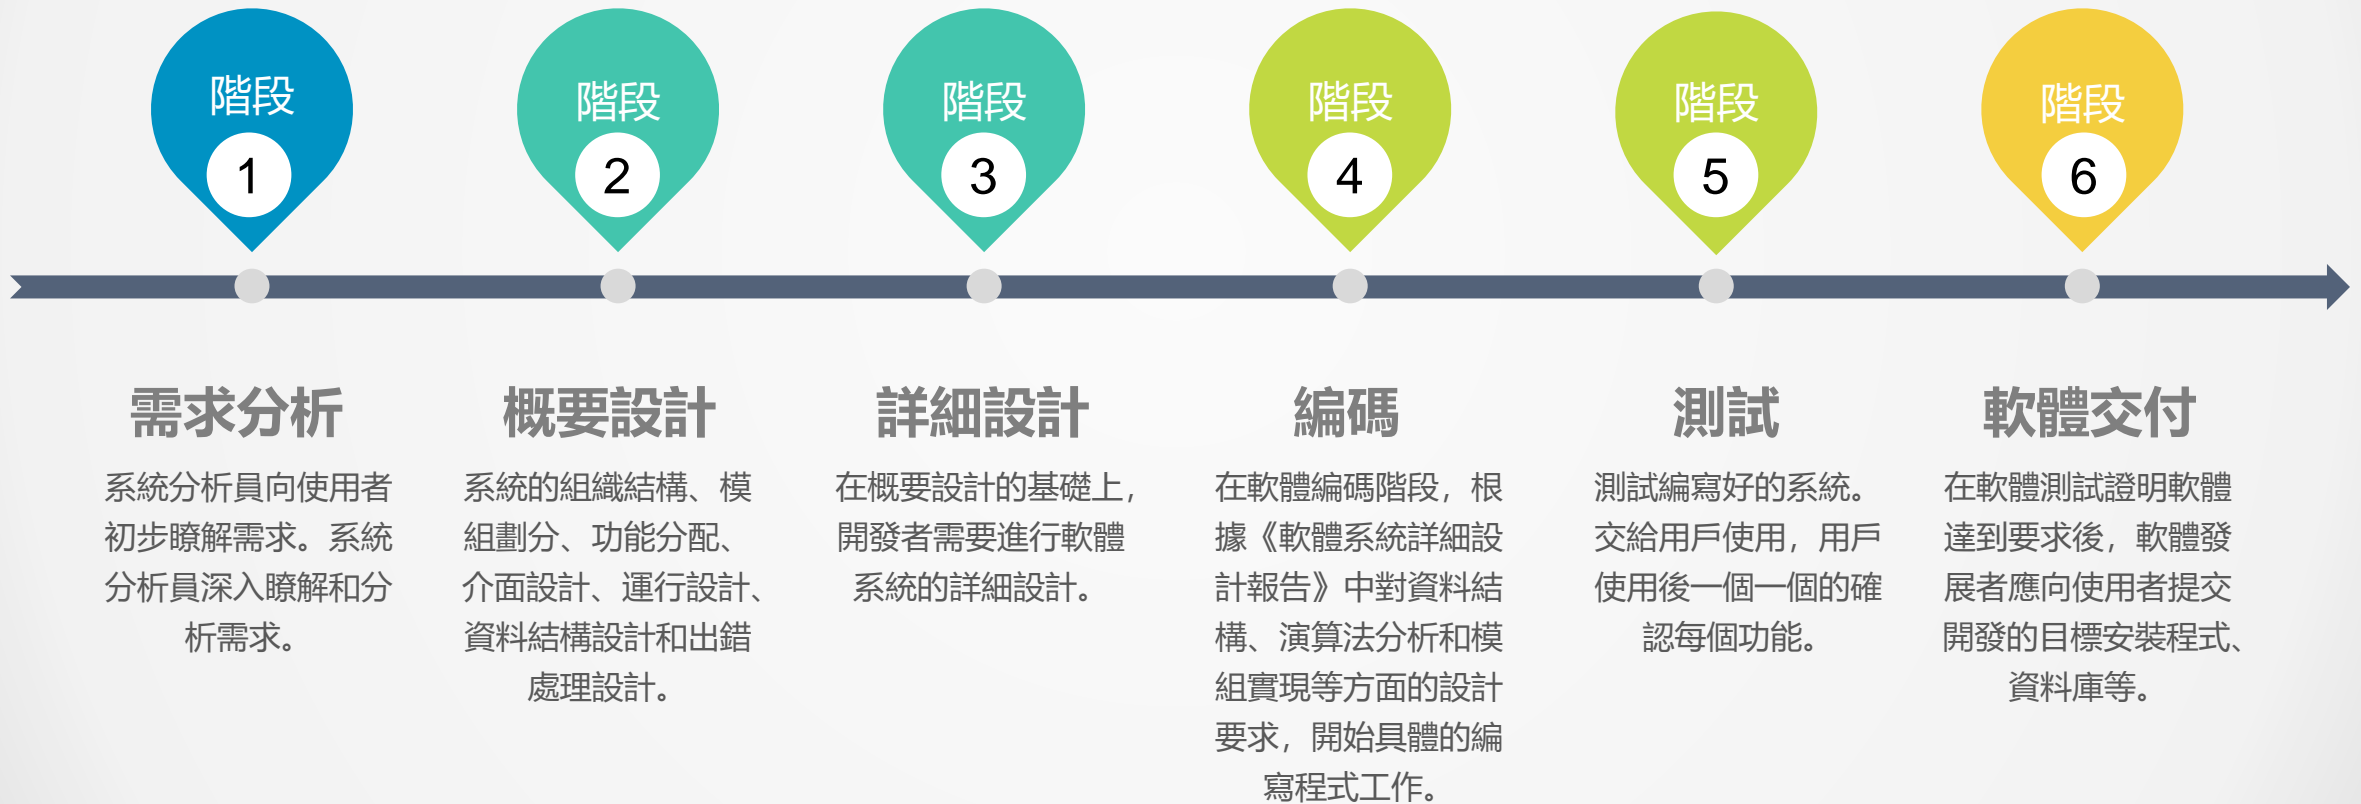 階段
1
階段
2
階段
3
階段
4
階段
5
階段
6
需求分析
系統分析員向使用者
初步瞭解需求。系統
分析員深入瞭解和分
析需求。
概要設計
系統的組織結構、模
組劃分、功能分配、
介面設計、運行設計、
資料結構設計和出錯
處理設計。
詳細設計
在概要設計的基礎上，
開發者需要進行軟體
系統的詳細設計。
編碼
在軟體編碼階段，根
據《軟體系統詳細設
計報告》中對資料結
構、演算法分析和模
組實現等方面的設計
要求，開始具體的編
寫程式工作。
測試
測試編寫好的系統。
交給用戶使用，用戶
使用後一個一個的確
認每個功能。
軟體交付
在軟體測試證明軟體
達到要求後，軟體發
展者應向使用者提交
開發的目標安裝程式、
資料庫等。